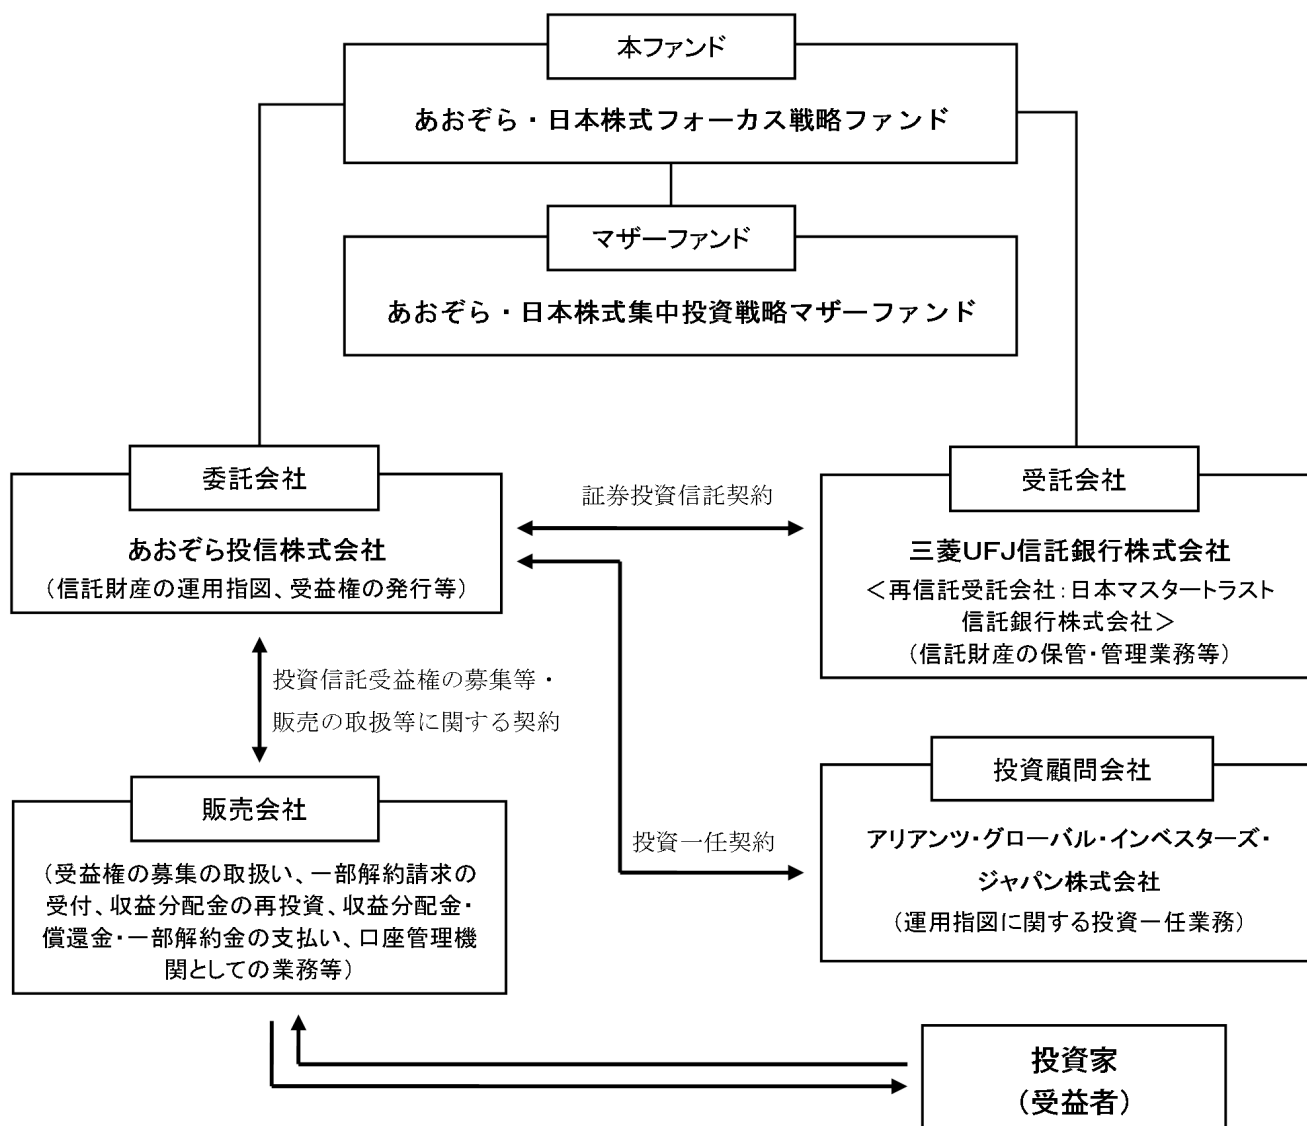 本ファンド
あおぞら・日本株式フォーカス戦略ファンド
マザーファンド
あおぞら・日本株式集中投資戦略マザーファンド
委託会社
あおぞら投信株式会社
（信託財産の運用指図、受益権の発行等）
証券投資信託契約
受託会社
三菱UFJ信託銀行株式会社
＜再信託受託会社：日本マスタートラスト
信託銀行株式会社＞
（信託財産の保管・管理業務等）
投資信託受益権の募集等・
販売の取扱等に関する契約
投資一任契約
投資顧問会社
アリアンツ・グローバル・インベスターズ・
ジャパン株式会社
（運用指図に関する投資一任業務）
販売会社
（受益権の募集の取扱い、一部解約請求の
受付、収益分配金の再投資、収益分配金・
償還金・一部解約金の支払い、口座管理機
関としての業務等）
投資家
（受益者）